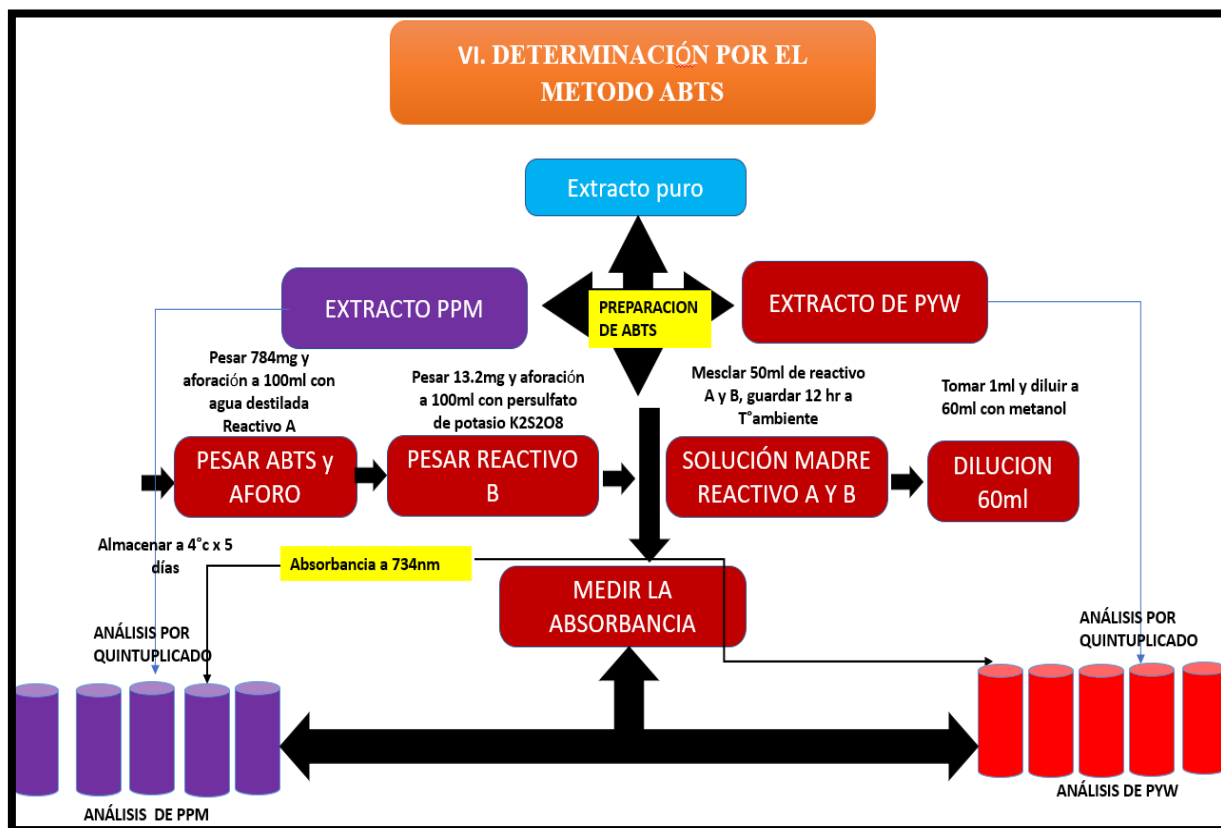 VI. DETERMINACIÓN POR EL
METODO ABTS
Extracto puro
EXTRACTO PPM
PREPARACION
DE ABTS
EXTRACTO DE PYW
Pesar 784mg y
aforación a 100ml con
agua destilada
Reactivo A
Pesar 13.2mg y aforación
a 100ml con persulfato
de potasio K2S2O8
Mesclar 50ml de reactivo
A y B, guardar 12 hr a
T°ambiente
Tomar 1ml y diluir a
60ml con metanol
PESAR ABTS y
AFORO
PESAR REACTIVO
B
SOLUCIÓN MADRE
REACTIVO A Y B
DILUCION
60ml
Almacenar a 4°c x 5
días
Absorbancia a 734nm
MEDIR LA
ABSORBANCIA
ANÁLISIS POR
QUINTUPLICADO
ANÁLISIS POR
QUINTUPLICADO
ANÁLISIS DE PPM
ANÁLISIS DE PYW